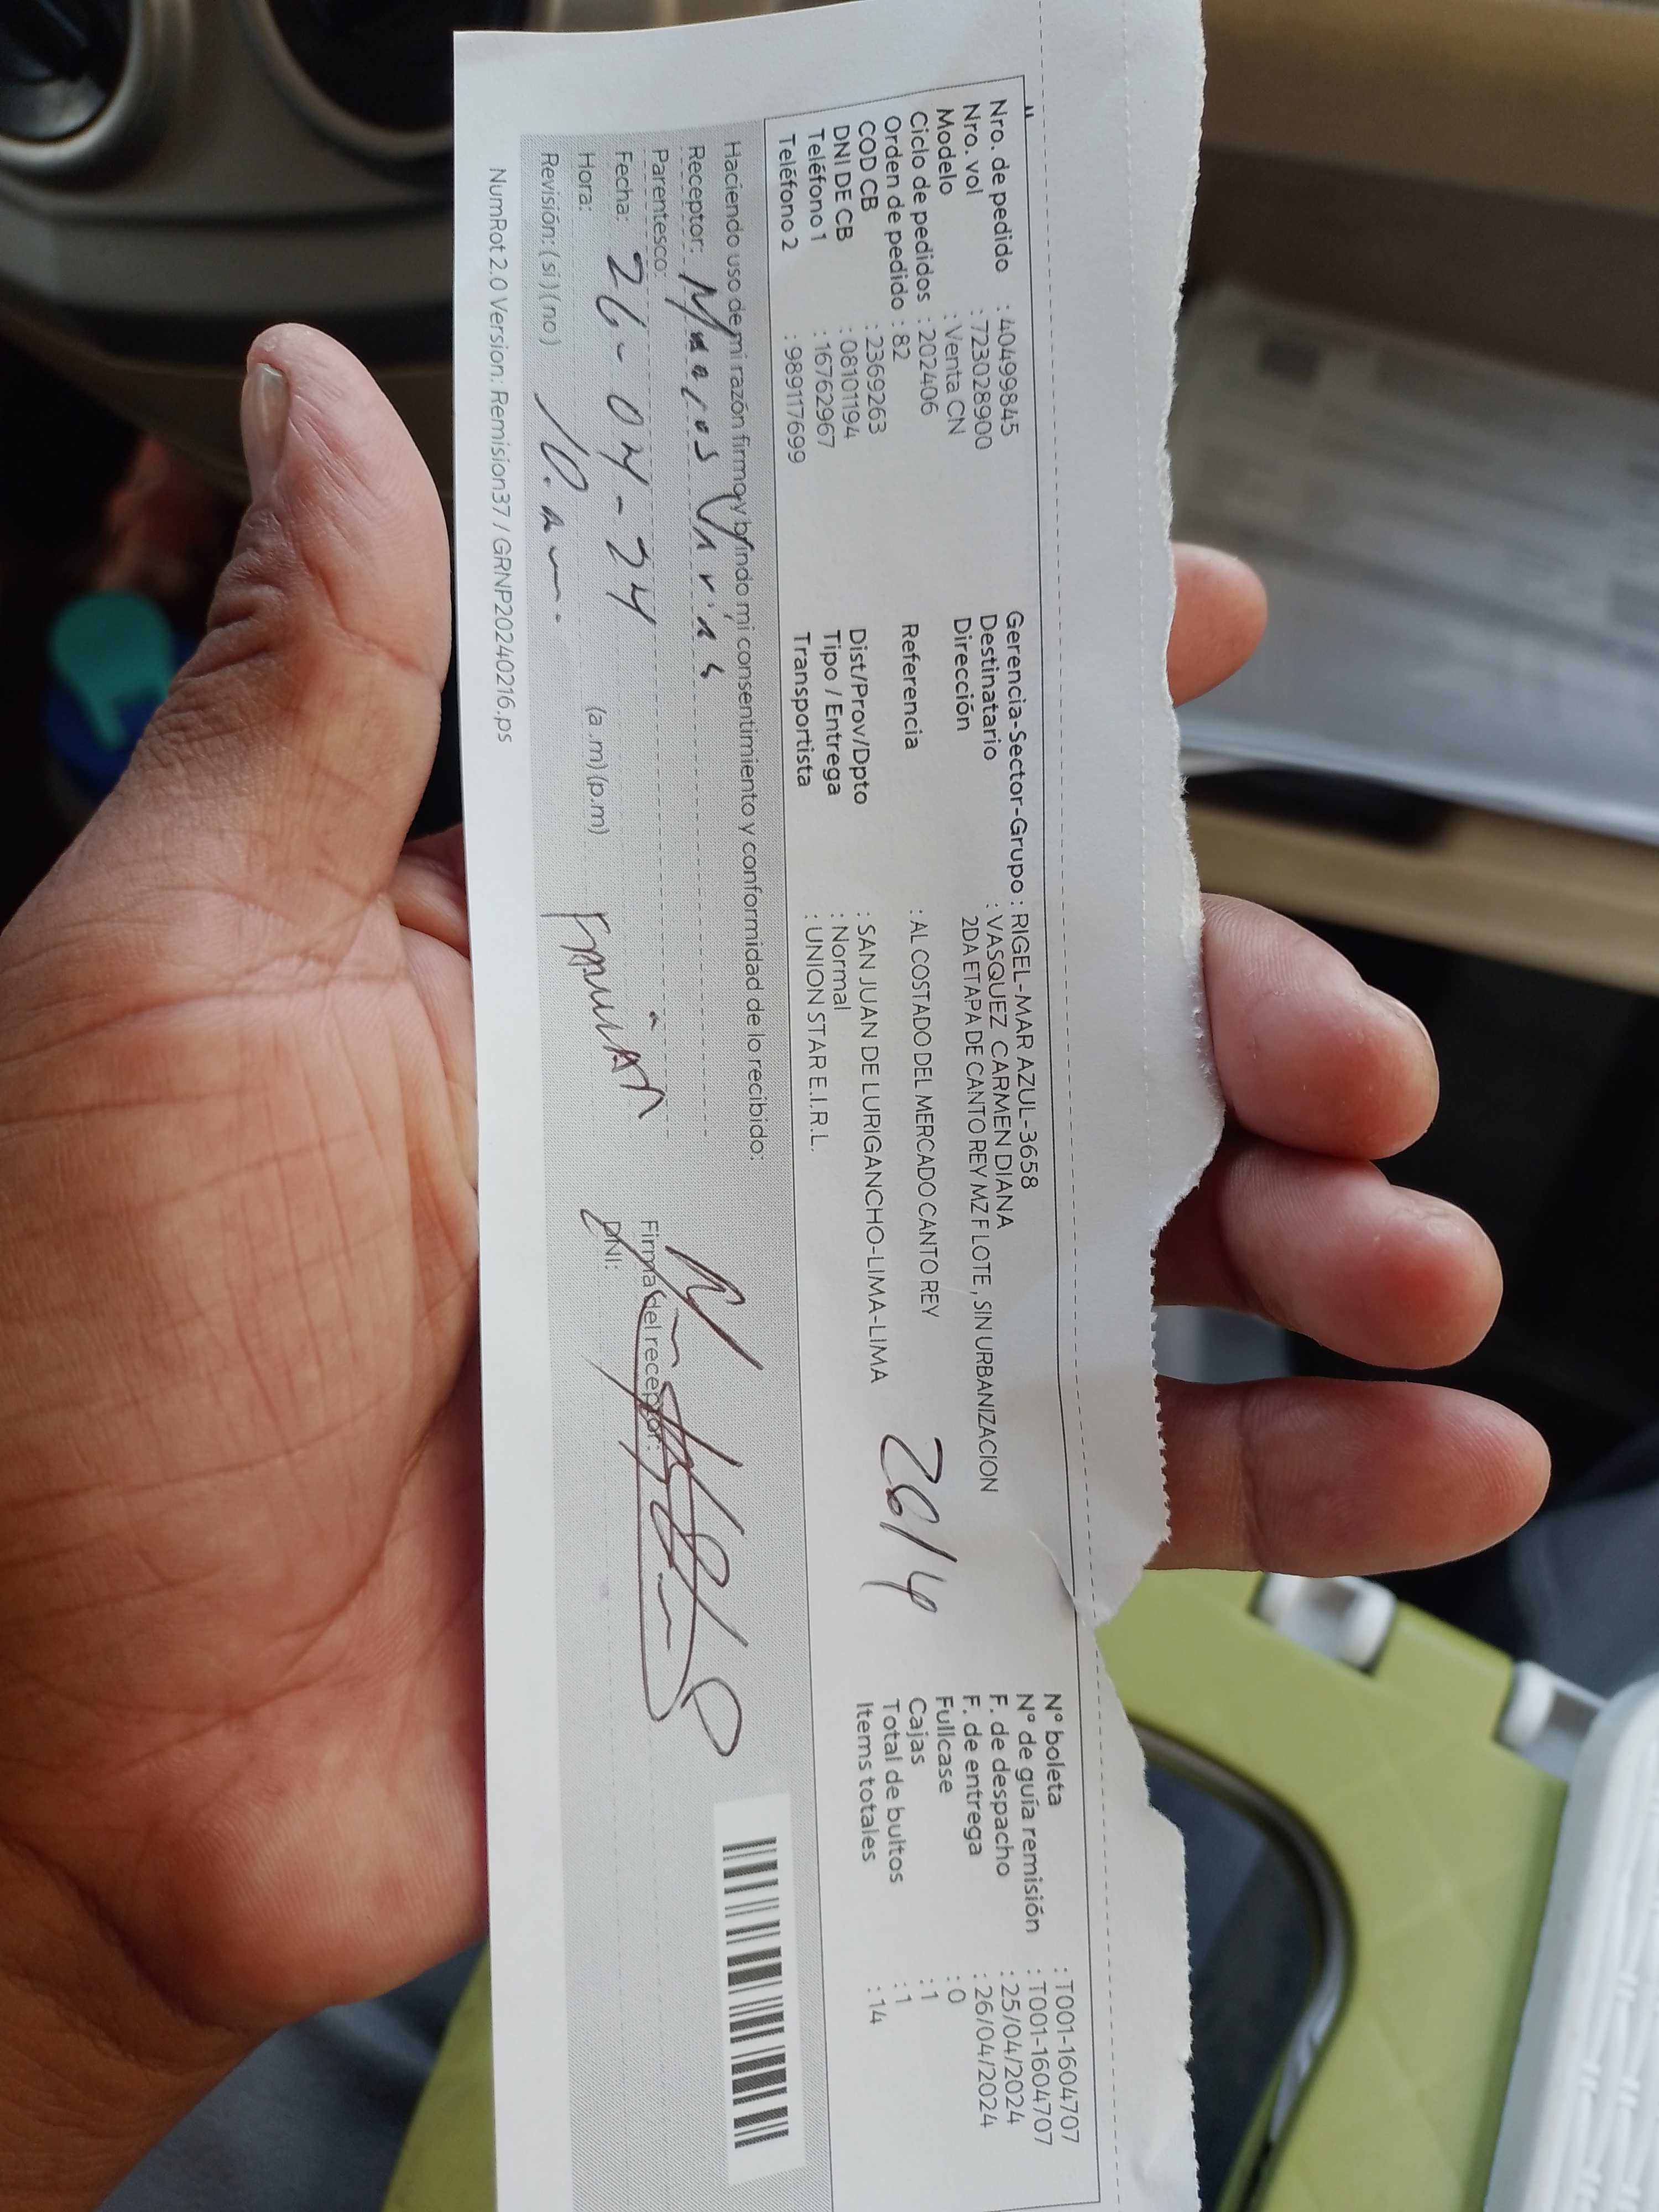 Nro. de pedido : 40499845
Nro. vol : 723028900
Modelo : Venta CN
Ciclo de pedidos : 202406
Orden de pedido : 82
COD CB : 2369263
DNI DE CB : 08101194
Teléfono 1 : 16762967
Teléfono 2 : 989117699
Gerencia-Sector-Grupo : RIGEL-MAR AZUL-3658
Destinatario : VASQUEZ CARMEN DIANA
Dirección 2DA ETAPA DE CANTO REY MZ F LOTE , SIN URBANIZACION
Referencia : AL COSTADO DEL MERCADO CANTO REY
Dist/Prov/Dpto : SAN JUAN DE LURIGANCHO-LIMA-LIMA
Tipo / Entrega : Normal
Transportista : UNION STAR E.I.R.L.
26/4
N° boleta : T001-1604707
N° de guía remisión : T001-1604707
F. de despacho : 25/04/2024
F. de entrega : 26/04/2024
Fullcase : 0
Cajas : 1
Total de bultos : 1
Items totales : 14
Haciendo uso de mi razón firmo y brindo mi consentimiento y conformidad de lo recibido:
Receptor: Marcos
Parentesco:
Fecha: 26-04-24
Hora: 10. am. (a.m) (p.m)
Revisión: (si) (no)
Firma del receptor:
DNI:
NumRot 2.0 Version: Remision37 / GRNP20240216.ps